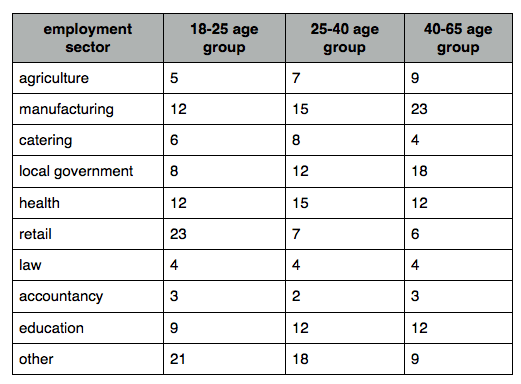 employment sector 18-25 age group 25-40 age group 40-65 age group
agriculture 5 7 9
manufacturing 12 15 23
catering 6 8 4
local government 8 12 18
health 12 15 12
retail 23 7 6
law 4 4 4
accountancy 3 2 3
education 9 12 12
other 21 18 9